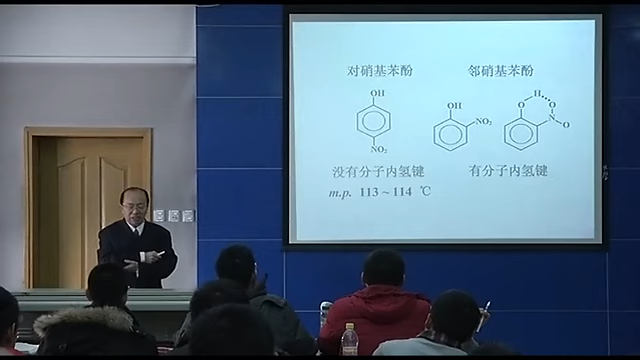 对硝基苯酚
邻硝基苯酚
OH
NO₂
OH
NO₂
H
O
O
N
O
没有分子内氢键
有分子内氢键
m.p. 113~114 ℃